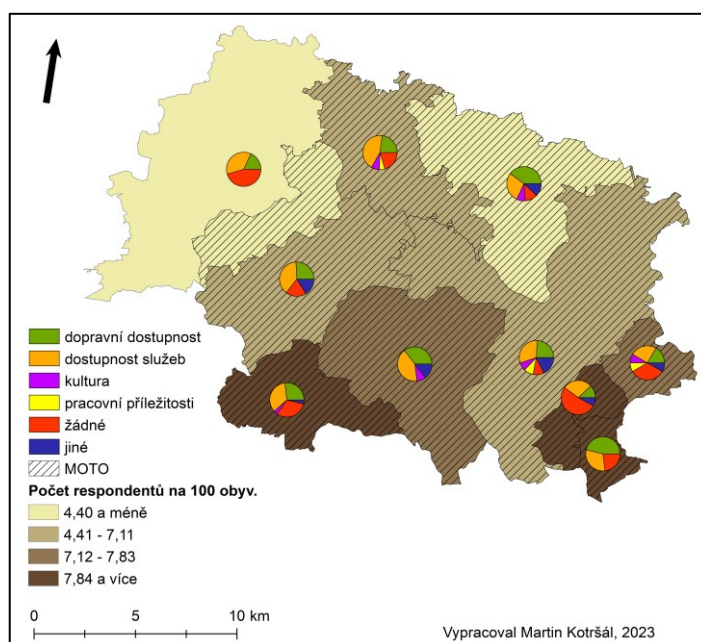 dopravní dostupnost
dostupnost služeb
kultura
pracovní příležitosti
žádné
jiné
MOTO
Počet respondentů na 100 obyv.
4,40 a méně
4,41 - 7,11
7,12 - 7,83
7,84 a více
0 5 10 km
Vypracoval Martin Kotršál, 2023